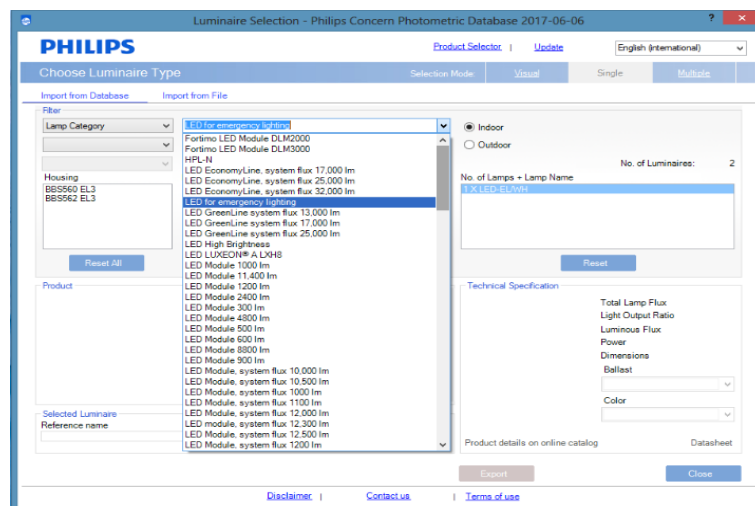 Luminaire Selection - Philips Concern Photometric Database 2017-06-06
?
PHILIPS
Product Selector | Update
English (international)
Choose Luminaire Type
Selection Mode: Visual Single Multiple
Import from Database Import from File
Filter
Lamp Category
LED for emergency lighting
Fortimo LED Module DLM2000
Fortimo LED Module DLM3000
HPL-N
LED EconomyLine, system flux 17,000 lm
LED EconomyLine, system flux 25,000 lm
LED EconomyLine, system flux 32,000 lm
LED for emergency lighting
LED GreenLine system flux 13,000 lm
LED GreenLine system flux 17,000 lm
LED GreenLine system flux 25,000 lm
LED High Brightness
LED LUXEON® A LXH8
LED Module 1000 lm
LED Module 11,400 lm
LED Module 1200 lm
LED Module 2400 lm
LED Module 300 lm
LED Module 4800 lm
LED Module 500 lm
LED Module 600 lm
LED Module 8800 lm
LED Module 900 lm
LED Module, system flux 10,000 lm
LED Module, system flux 10,500 lm
LED Module, system flux 1000 lm
LED Module, system flux 1100 lm
LED Module, system flux 12,000 lm
LED module, system flux 12,300 lm
LED Module, system flux 12,500 lm
LED Module, system flux 1200 lm
Indoor
Outdoor
No. of Luminaires: 2
Housing
BBS560 EL3
BBS562 EL3
No. of Lamps + Lamp Name
1 X LED-EL/WH
Reset All
Reset
Product
Technical Specification
Total Lamp Flux
Light Output Ratio
Luminous Flux
Power
Dimensions
Ballast
Color
Selected Luminaire
Reference name
Product details on online catalog
Datasheet
Export
Close
Disclaimer | Contact us | Terms of use